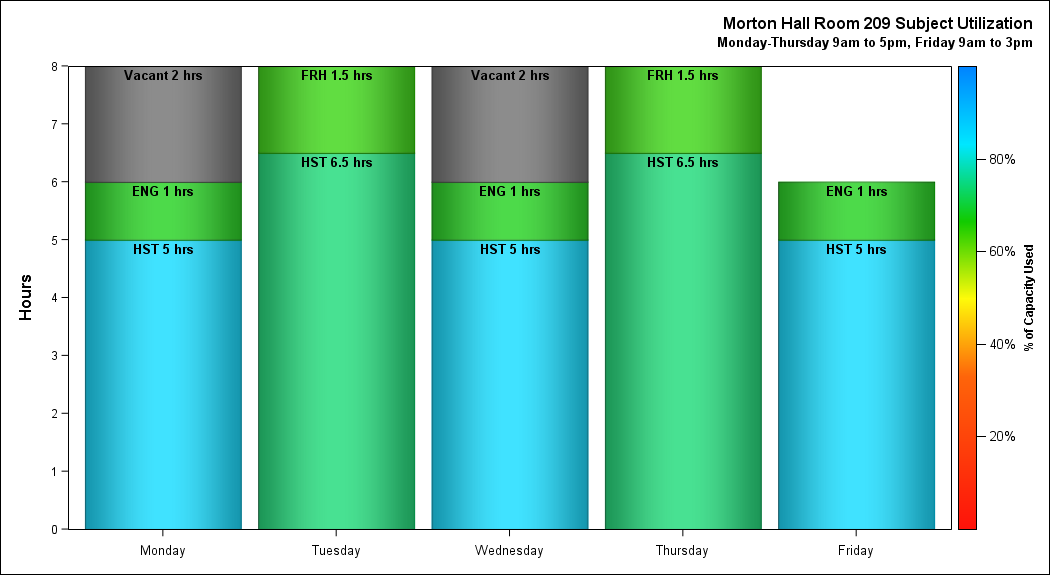 Morton Hall Room 209 Subject Utilization
Monday-Thursday 9am to 5pm, Friday 9am to 3pm
Hours
8
7
6
5
4
3
2
1
0
Vacant 2 hrs
ENG 1 hrs
HST 5 hrs
FRH 1.5 hrs
HST 6.5 hrs
Vacant 2 hrs
ENG 1 hrs
HST 5 hrs
FRH 1.5 hrs
HST 6.5 hrs
ENG 1 hrs
HST 5 hrs
Monday
Tuesday
Wednesday
Thursday
Friday
80%
60%
40%
20%
% of Capacity Used